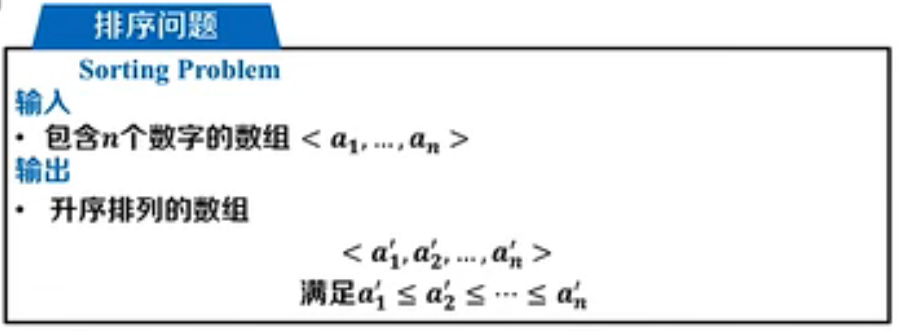 排序问题
Sorting Problem
输入
• 包含n个数字的数组 < a₁, ..., aₙ >
输出
• 升序排列的数组
< a′₁, a′₂, ..., a′ₙ >
满足a′₁ ≤ a′₂ ≤ ⋯ ≤ a′ₙ